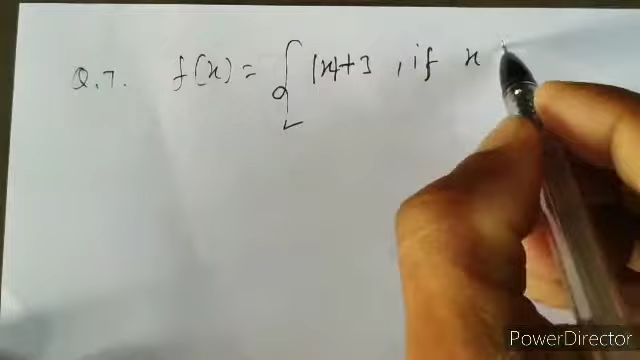 Q.7. f(x) = { |x|+3 , if x
PowerDirector